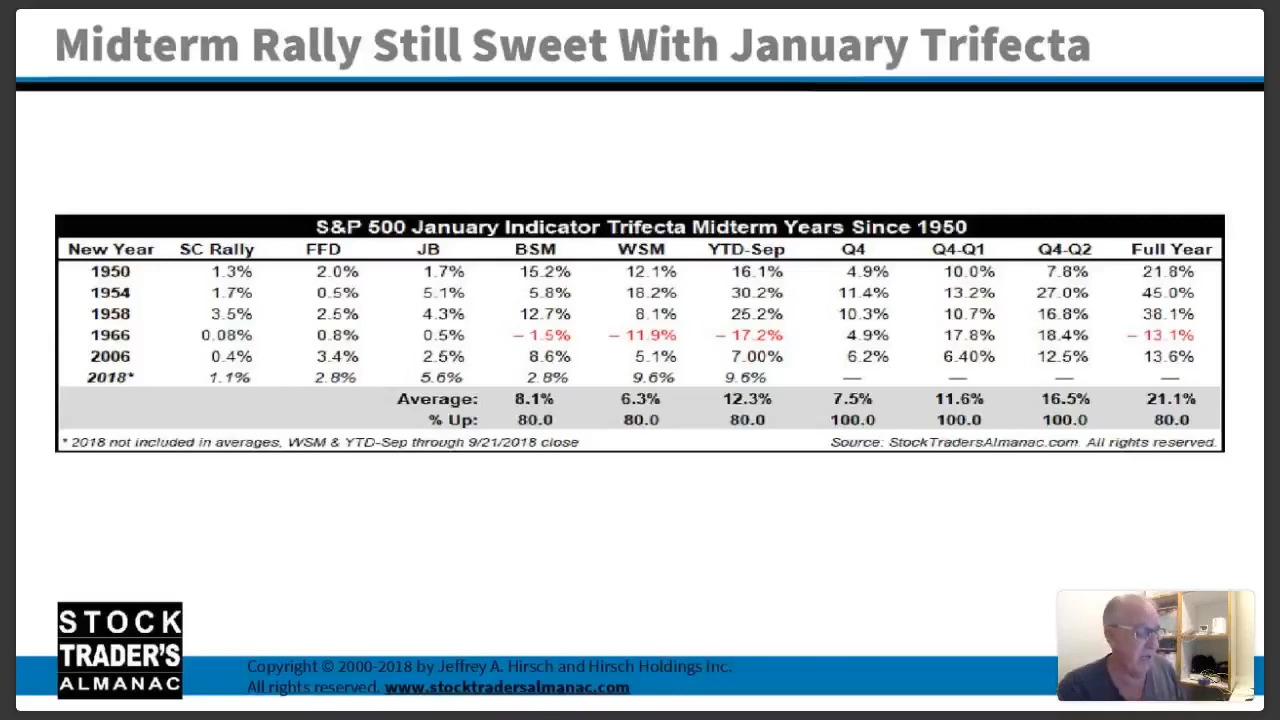 Midterm Rally Still Sweet With January Trifecta
S&P 500 January Indicator Trifecta Midterm Years Since 1950
New Year SC Rally FFD JB BSM WSM YTD-Sep Q4 Q4-Q1 Q4-Q2 Full Year
1950 1.3% 2.0% 1.7% 15.2% 12.1% 16.1% 4.9% 10.0% 7.8% 21.8%
1954 1.7% 0.5% 5.1% 5.8% 18.2% 30.2% 11.4% 13.2% 27.0% 45.0%
1958 3.5% 2.5% 4.3% 12.7% 8.1% 25.2% 10.3% 10.7% 16.8% 38.1%
1966 0.08% 0.8% 0.5% – 1.5% – 11.9% – 17.2% 4.9% 17.8% 18.4% – 13.1%
2006 0.4% 3.4% 2.5% 8.6% 5.1% 7.00% 6.2% 6.40% 12.5% 13.6%
2018* 1.1% 2.8% 5.6% 2.8% 9.6% 9.6% — — — —
Average: 8.1% 6.3% 12.3% 7.5% 11.6% 16.5% 21.1%
% Up: 80.0 80.0 80.0 100.0 100.0 100.0 80.0
* 2018 not included in averages, WSM & YTD-Sep through 9/21/2018 close Source: StockTradersAlmanac.com. All rights reserved.
STOCK
TRADER'S
ALMANAC
Copyright © 2000-2018 by Jeffrey A. Hirsch and Hirsch Holdings Inc.
All rights reserved. www.stocktradersalmanac.com